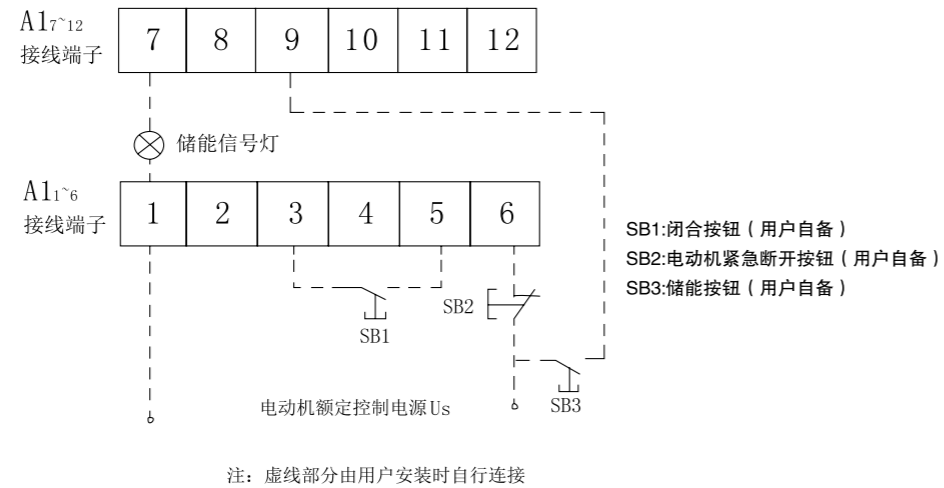 A17~12
接线端子
7 8 9 10 11 12
储能信号灯
A11~6
接线端子
1 2 3 4 5 6
SB1:闭合按钮（用户自备）
SB2:电动机紧急断开按钮（用户自备）
SB3:储能按钮（用户自备）
SB2
SB1
SB3
电动机额定控制电源Us
注：虚线部分由用户安装时自行连接